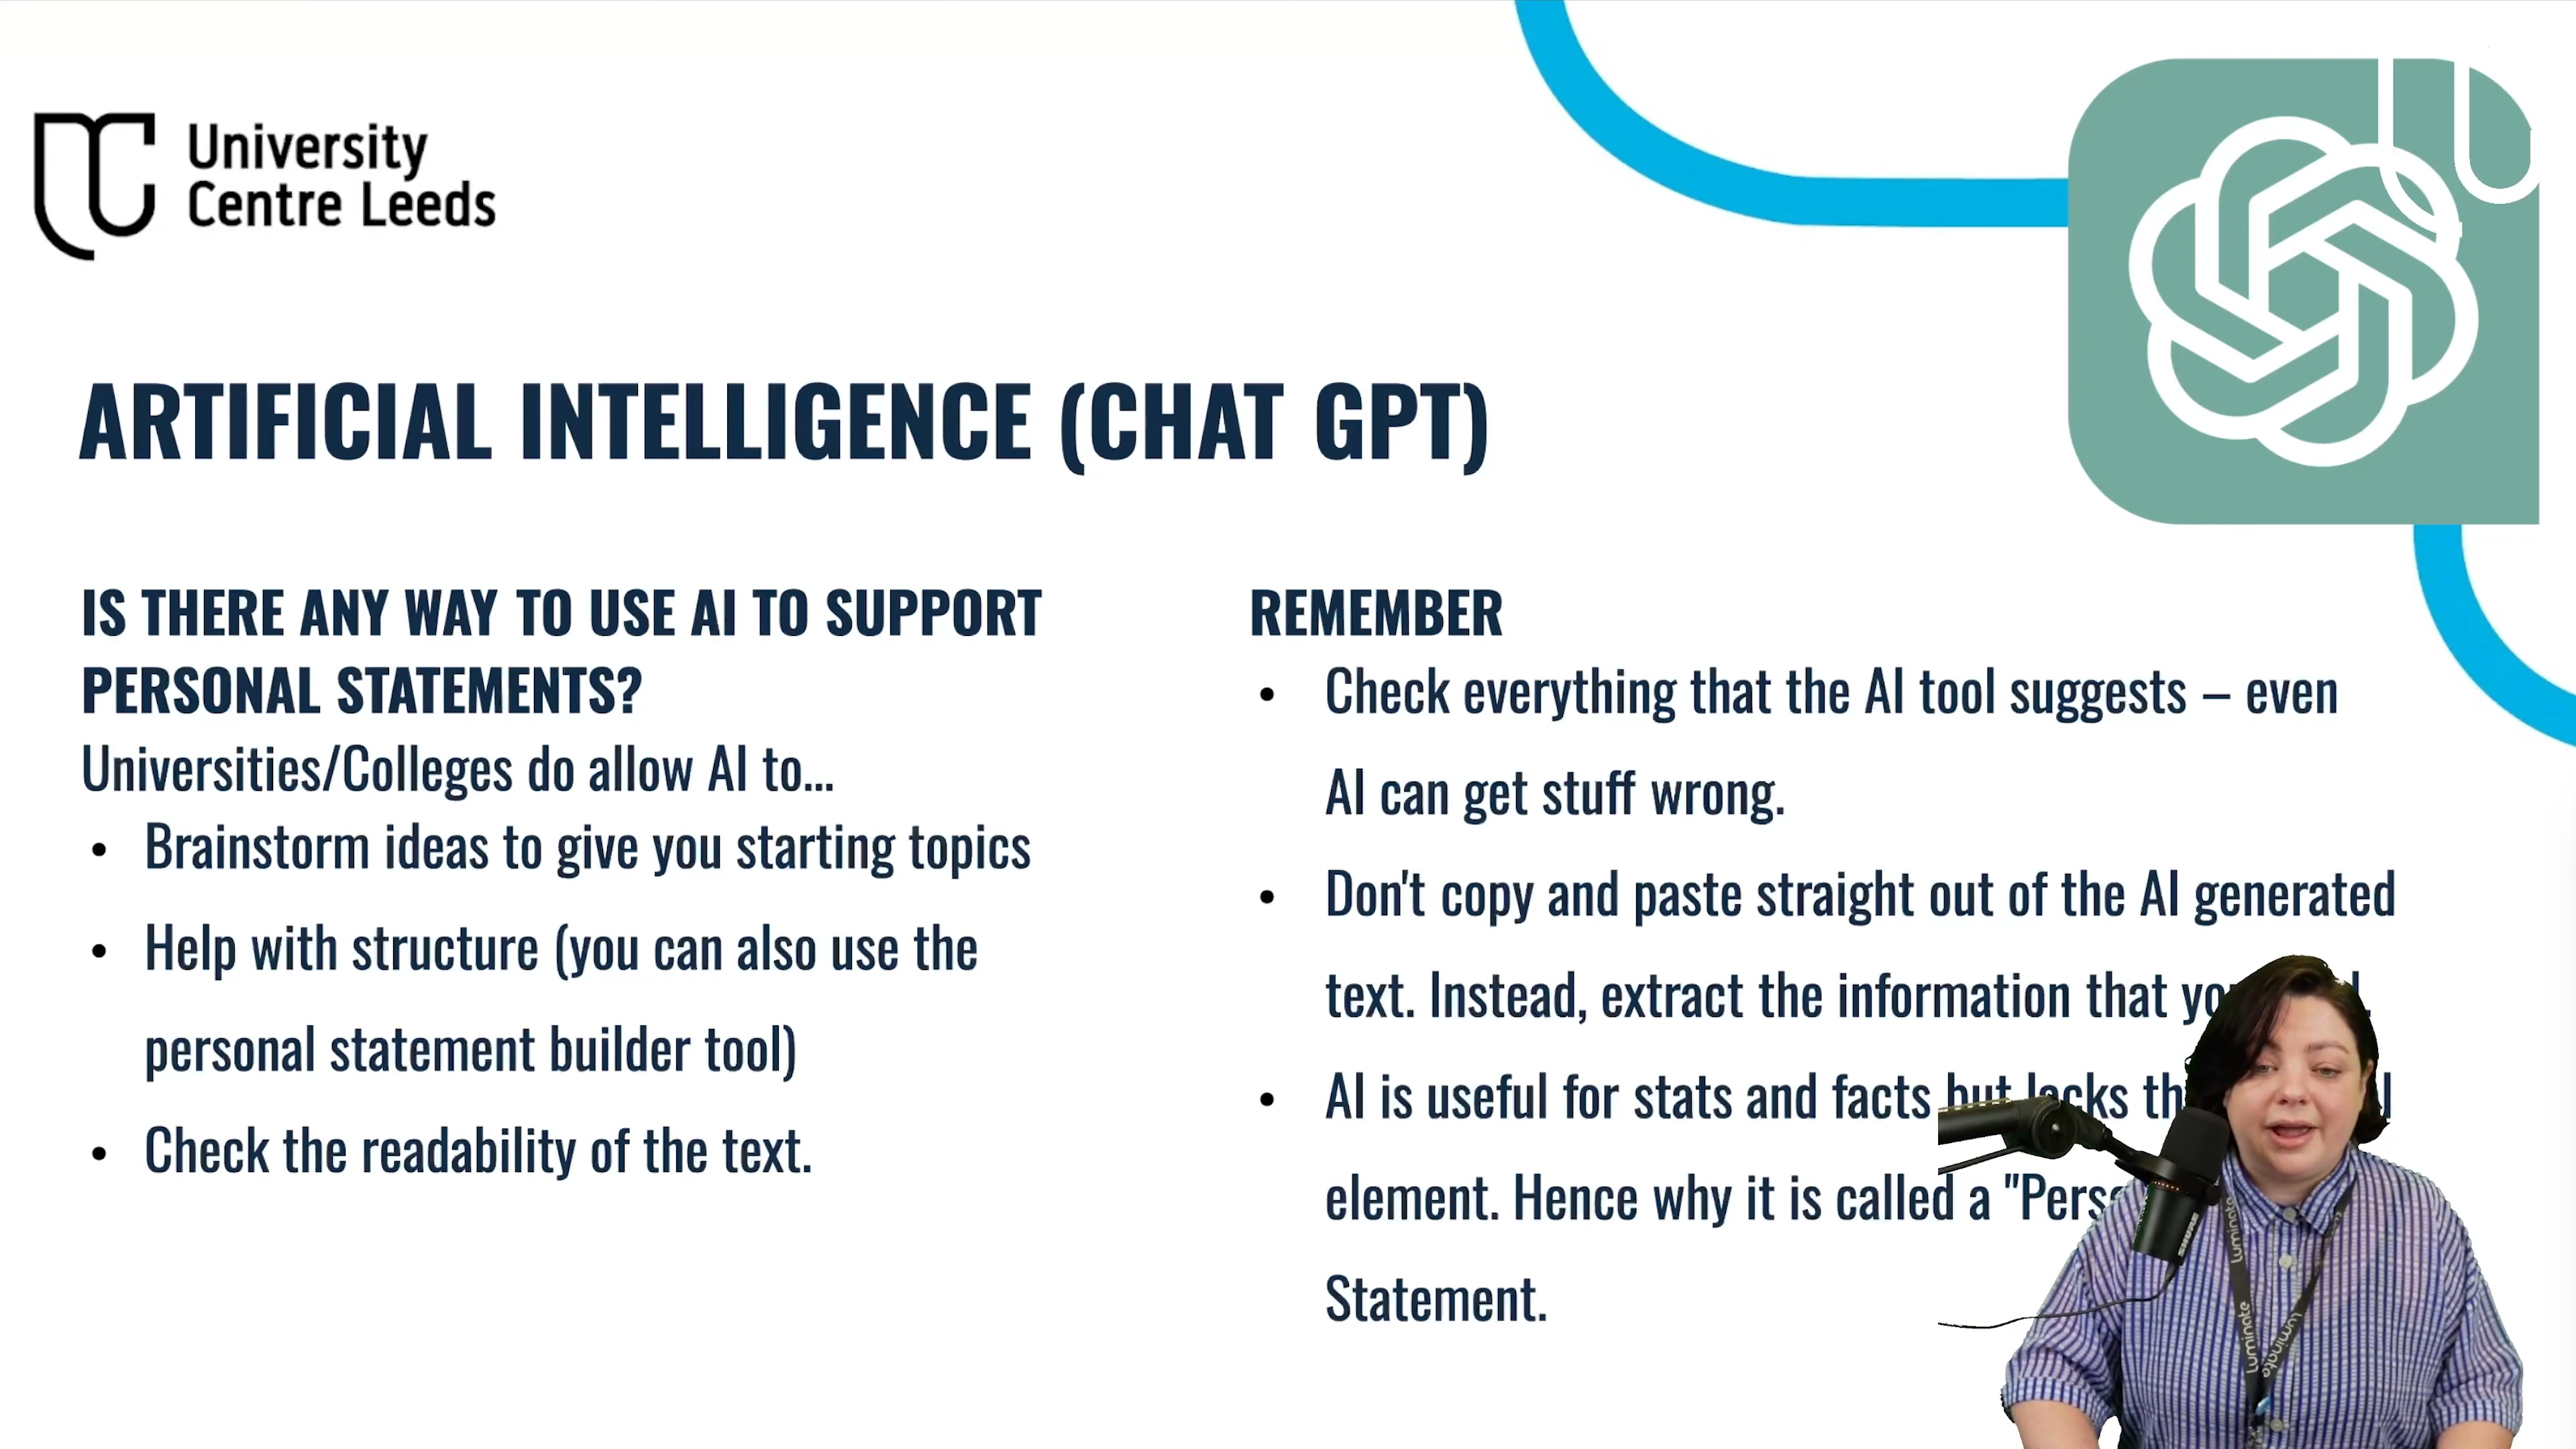 University
Centre Leeds
ARTIFICIAL INTELLIGENCE (CHAT GPT)
IS THERE ANY WAY TO USE AI TO SUPPORT
PERSONAL STATEMENTS?
Universities/Colleges do allow AI to...
• Brainstorm ideas to give you starting topics
• Help with structure (you can also use the
personal statement builder tool)
• Check the readability of the text.
REMEMBER
• Check everything that the AI tool suggests – even
AI can get stuff wrong.
• Don't copy and paste straight out of the AI generated
text. Instead, extract the information that
• AI is useful for stats and facts but lacks
element. Hence why it is called a
Statement.
SHURE
Luminate
Luminate
Luminate